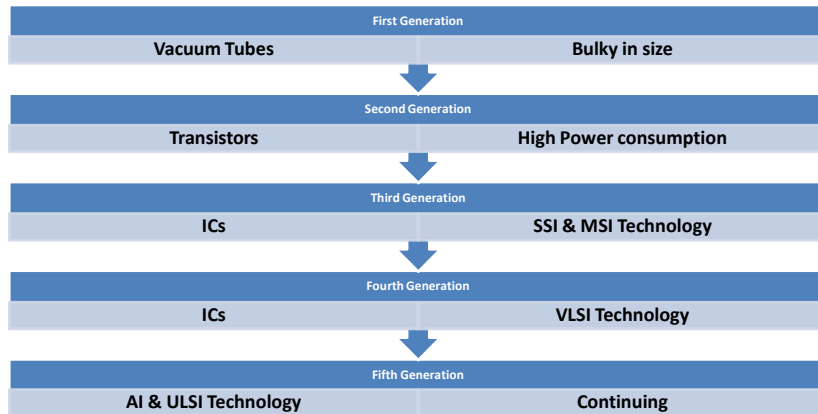 First Generation
Vacuum Tubes
Bulky in size
Second Generation
Transistors
High Power consumption
Third Generation
ICs
SSI & MSI Technology
Fourth Generation
ICs
VLSI Technology
Fifth Generation
AI & ULSI Technology
Continuing